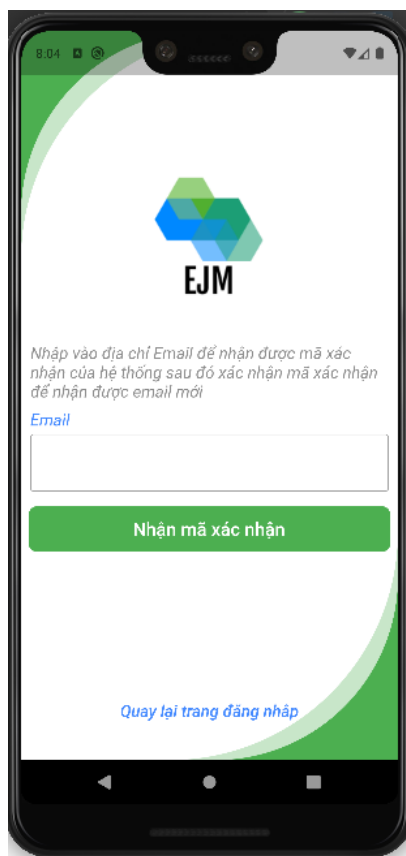 8:04
EJM
Nhập vào địa chỉ Email để nhận được mã xác
nhận của hệ thống sau đó xác nhận mã xác nhận
để nhận được email mới
Email
Nhận mã xác nhận
Quay lại trang đăng nhâp